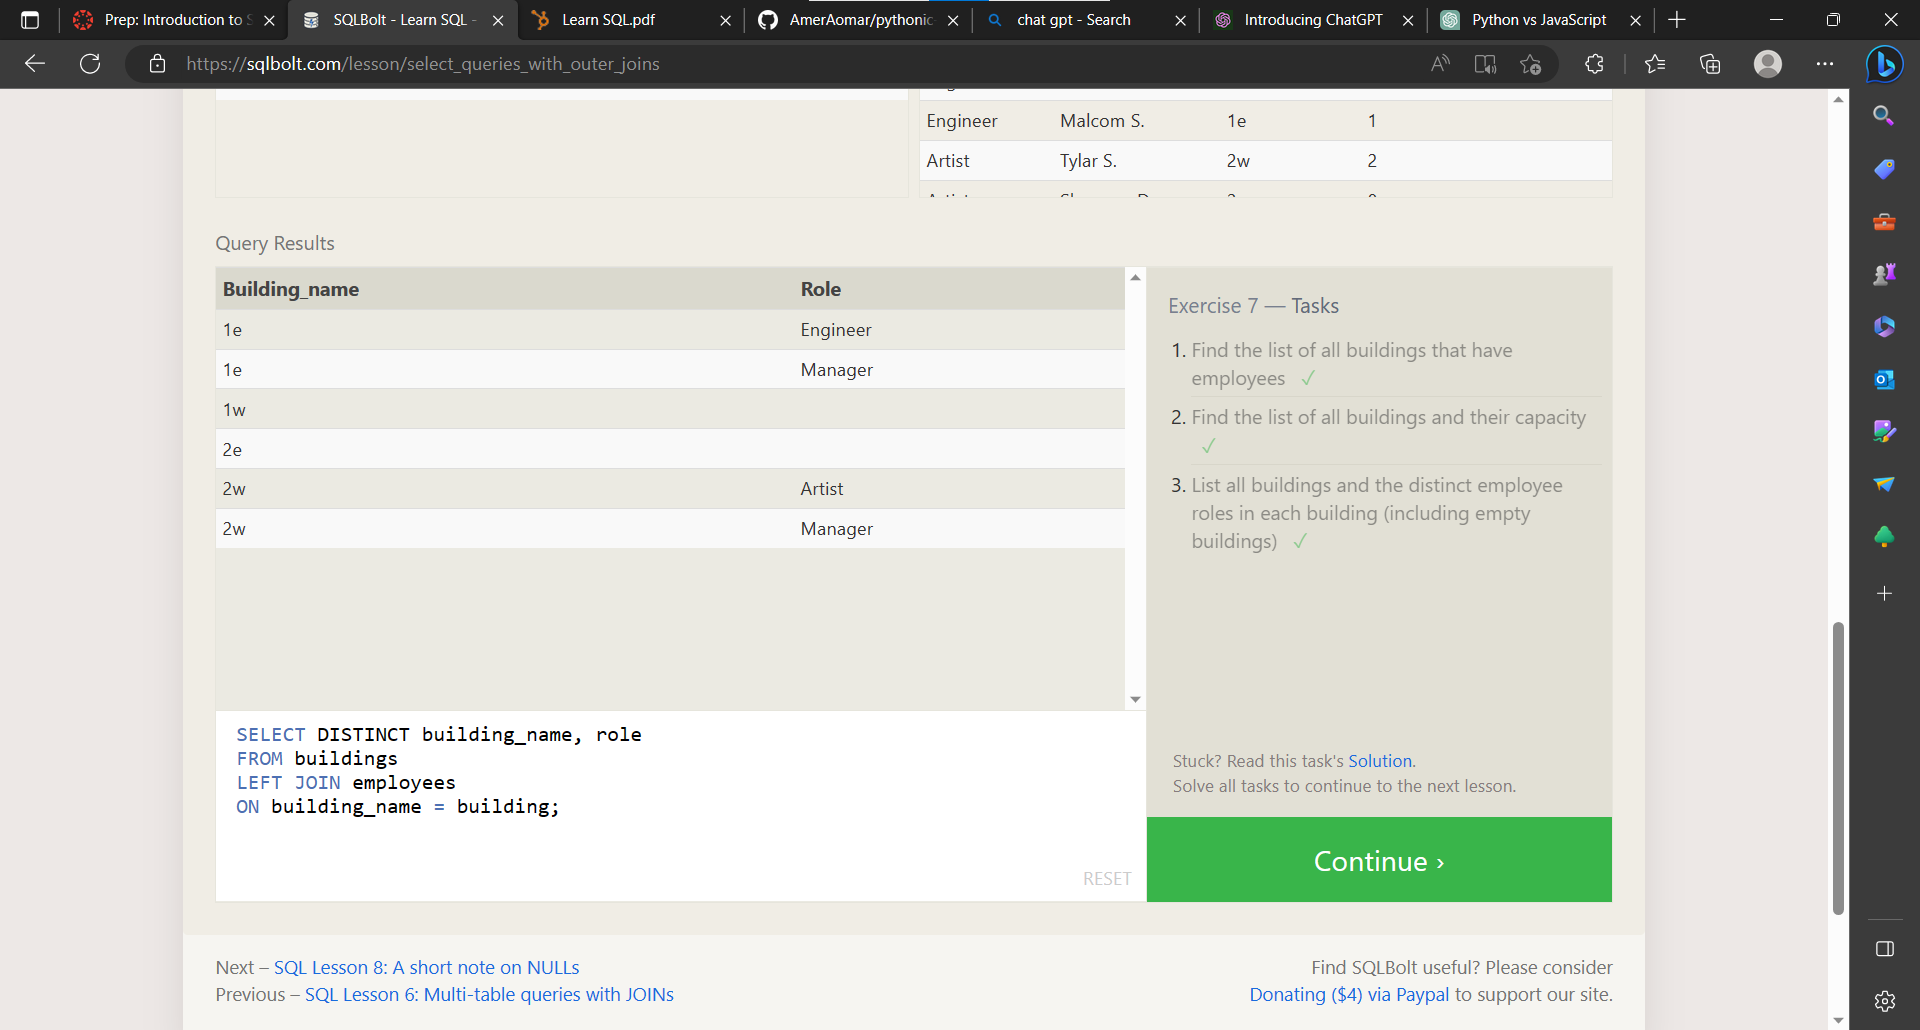 Prep: Introduction to S
SQLBolt - Learn SQL -
Learn SQL.pdf
AmerAomar/pythonic
chat gpt - Search
Introducing ChatGPT
Python vs JavaScript
https://sqlbolt.com/lesson/select_queries_with_outer_joins
Engineer Malcom S. 1e 1
Artist Tylar S. 2w 2
Query Results
Building_name Role
1e Engineer
1e Manager
1w
2e
2w Artist
2w Manager
Exercise 7 — Tasks
1. Find the list of all buildings that have
employees ✓
2. Find the list of all buildings and their capacity
✓
3. List all buildings and the distinct employee
roles in each building (including empty
buildings) ✓
SELECT DISTINCT building_name, role
FROM buildings
LEFT JOIN employees
ON building_name = building;
RESET
Stuck? Read this task's Solution.
Solve all tasks to continue to the next lesson.
Continue ›
Next – SQL Lesson 8: A short note on NULLs
Previous – SQL Lesson 6: Multi-table queries with JOINs
Find SQLBolt useful? Please consider
Donating ($4) via Paypal to support our site.